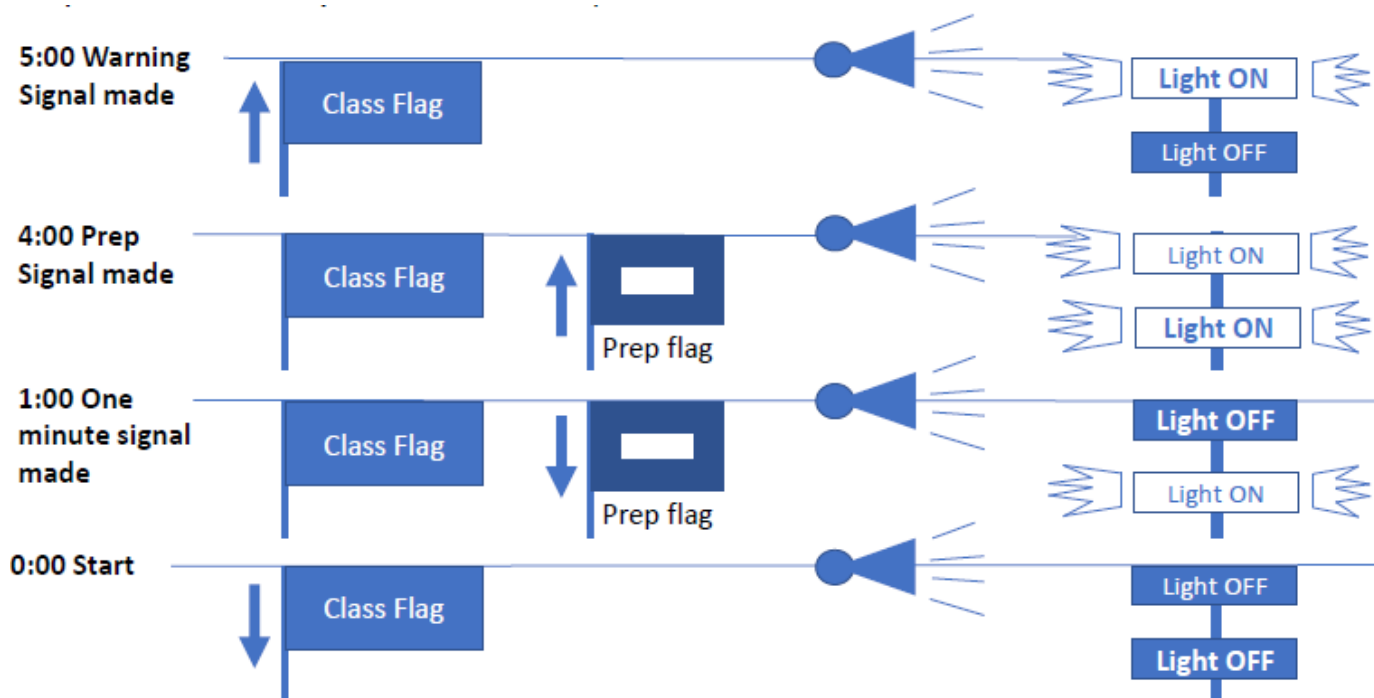 5:00 Warning
Signal made
Class Flag
Light ON
Light OFF
4:00 Prep
Signal made
Class Flag
Prep flag
Light ON
Light ON
1:00 One
minute signal
made
Class Flag
Prep flag
Light OFF
Light ON
0:00 Start
Class Flag
Light OFF
Light OFF